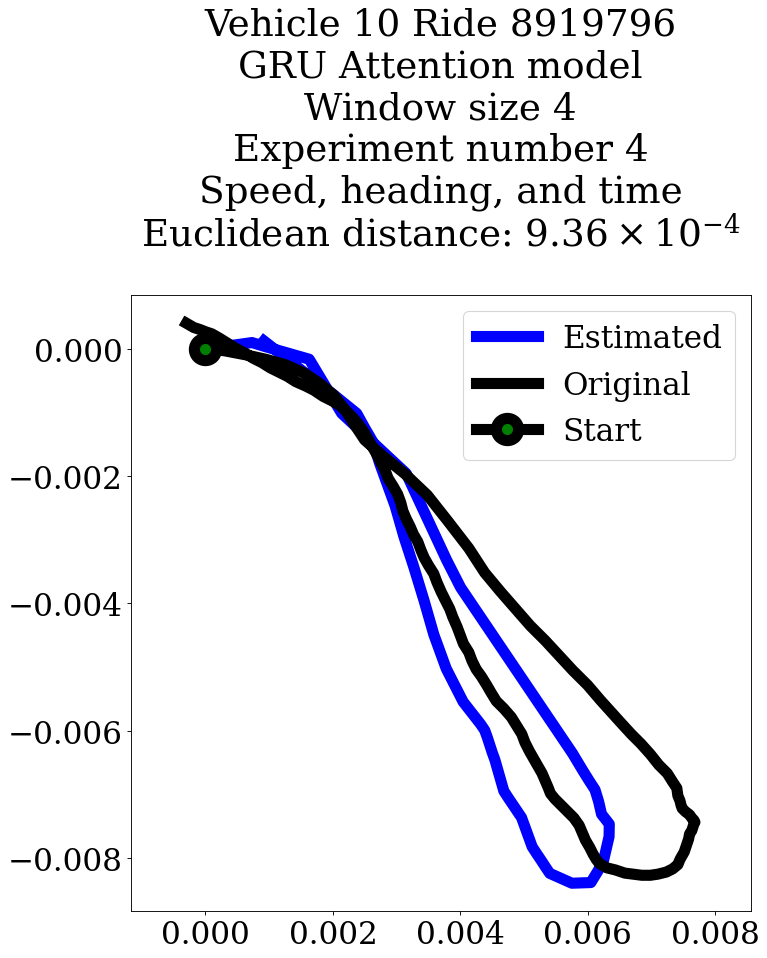 Vehicle 10 Ride 8919796
GRU Attention model
Window size 4
Experiment number 4
Speed, heading, and time
Euclidean distance: 9.36 × 10⁻⁴
Estimated
Original
Start
0.000
−0.002
−0.004
−0.006
−0.008
0.000 0.002 0.004 0.006 0.008